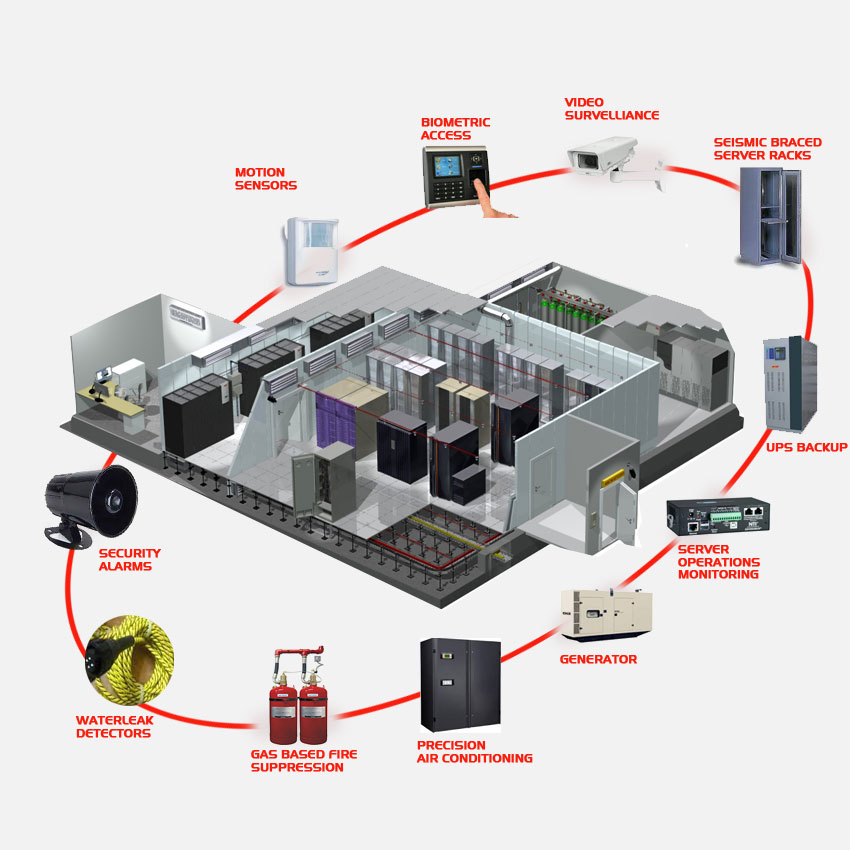 VIDEO
SURVELLIANCE
BIOMETRIC
ACCESS
SEISMIC BRACED
SERVER RACKS
MOTION
SENSORS
UPS BACKUP
SECURITY
ALARMS
SERVER
OPERATIONS
MONITORING
GENERATOR
WATERLEAK
DETECTORS
PRECISION
AIR CONDITIONING
GAS BASED FIRE
SUPPRESSION